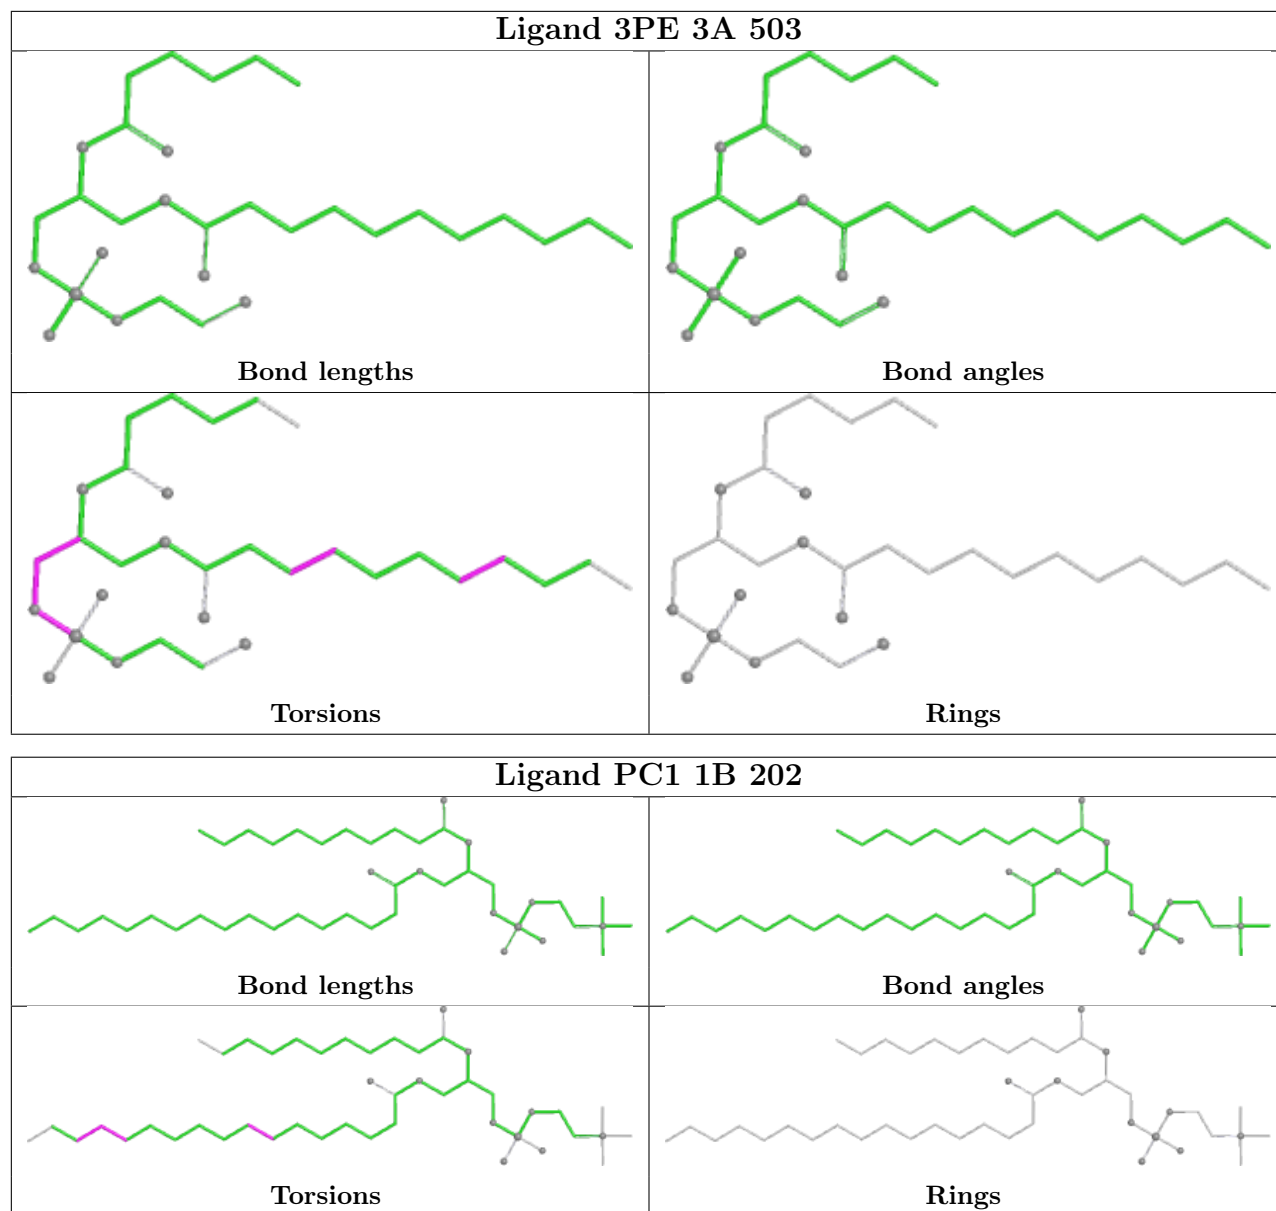 Ligand 3PE 3A 503
Bond lengths
Bond angles
Torsions
Rings
Ligand PC1 1B 202
Bond lengths
Bond angles
Torsions
Rings